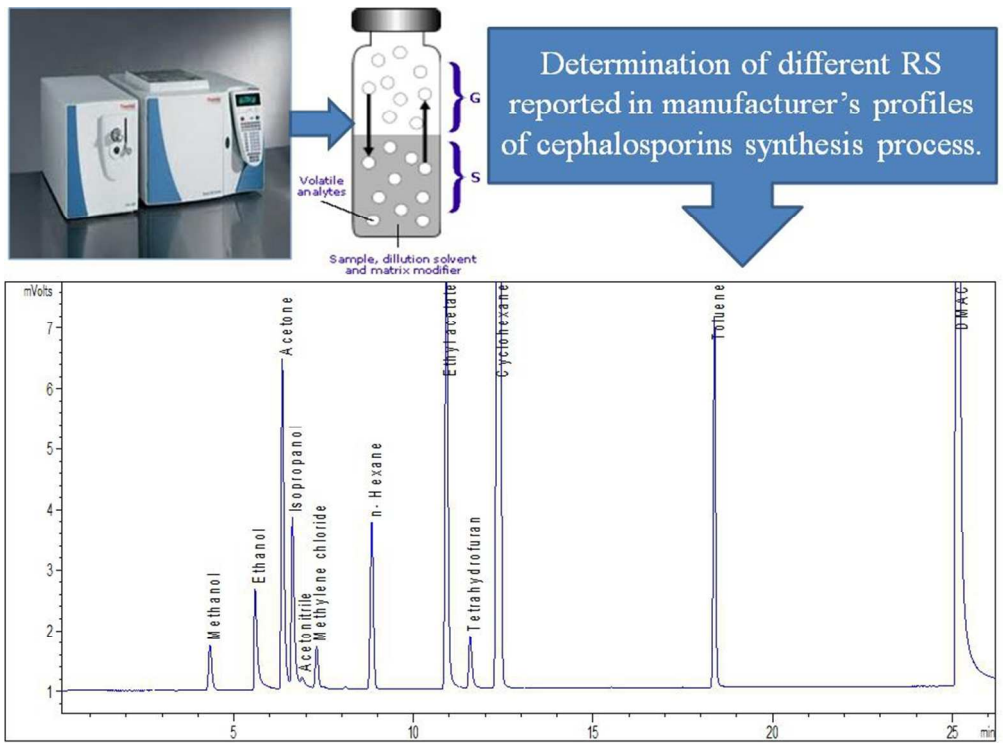 Determination of different RS
reported in manufacturer's profiles
of cephalosporins synthesis process.
G
S
Volatile
analytes
Sample, dillution solvent
and matrix modifier
mVolts
7
6
5
4
3
2
1
Methanol
Ethanol
Acetone
Isopropanol
Acetonitrile
Methylene chloride
n- Hexane
Ethylacetate
Tetrahydrofuran
Cyclohexane
Toluene
DMAC
5
10
15
20
25
min